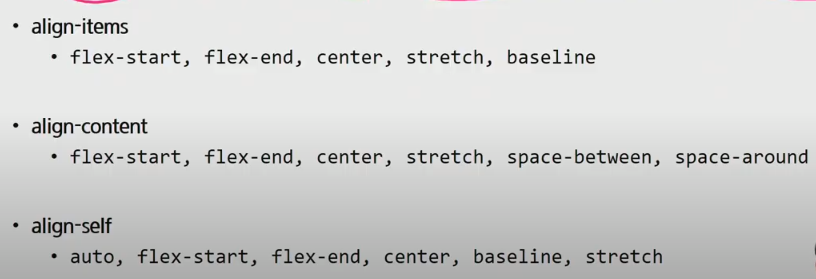 • align-items
• flex-start, flex-end, center, stretch, baseline
• align-content
• flex-start, flex-end, center, stretch, space-between, space-around
• align-self
• auto, flex-start, flex-end, center, baseline, stretch